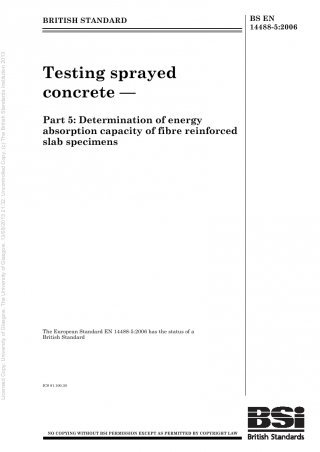 BRITISH STANDARD
BS EN
14488-5:2006
Testing sprayed
concrete —
Part 5: Determination of energy
absorption capacity of fibre reinforced
slab specimens
The European Standard EN 14488-5:2006 has the status of a
British Standard
ICS 91.100.30
NO COPYING WITHOUT BSI PERMISSION EXCEPT AS PERMITTED BY COPYRIGHT LAW
BSi
British Standards
Licensed Copy: University of Glasgow, The University of Glasgow, 10/06/2013 21:52, Uncontrolled Copy, (c) The British Standards Institution 2013